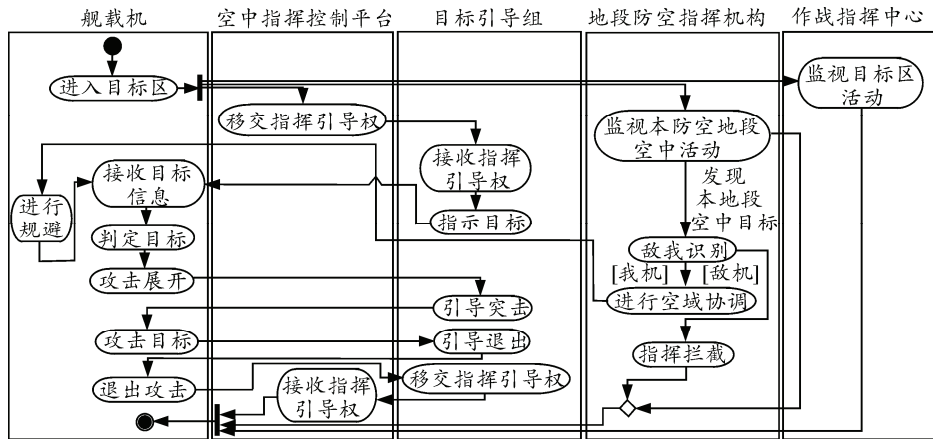 舰载机
空中指挥控制平台
目标引导组
地段防空指挥机构
作战指挥中心
进入目标区
移交指挥引导权
监视本防空地段
空中活动
监视目标区
活动
接收指挥
引导权
接收目标
信息
进行
规避
指示目标
发现
本地段
空中目标
判定目标
敌我识别
[我机]
[敌机]
攻击展开
进行空域协调
引导突击
攻击目标
引导退出
指挥拦截
退出攻击
接收指挥
引导权
移交指挥引导权